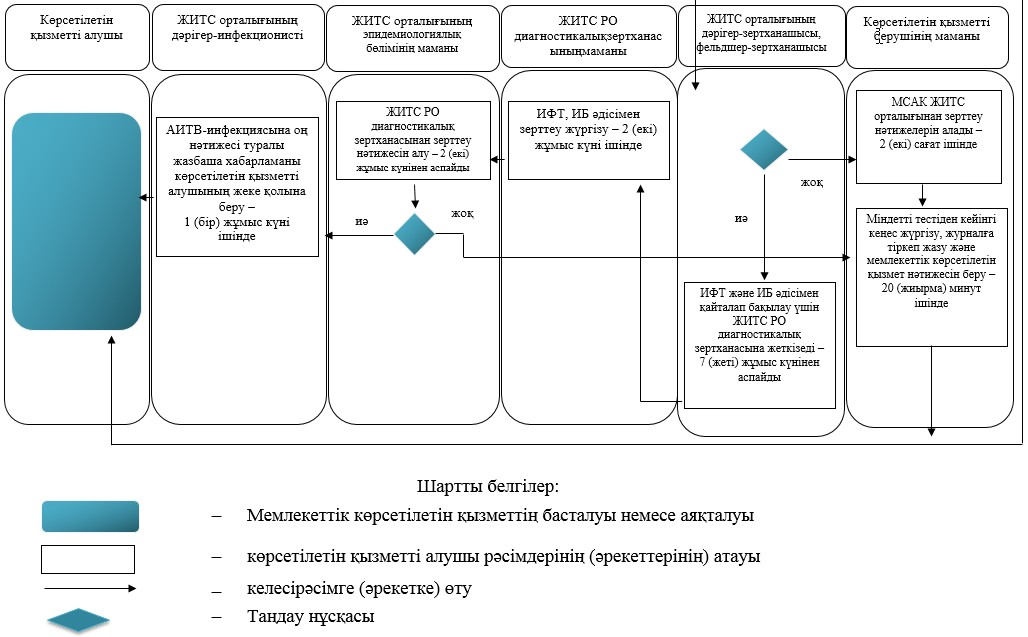 Көрсетілетін
қызметті алушы
ЖИТС орталығының
дәрігер-инфекционисті
ЖИТС орталығының
эпидемиологиялық
бөлімінің маманы
ЖИТС РО
диагностикалықзертханас
ыныңмаманы
ЖИТС орталығының
дәрігер-зертханашысы,
фельдшер-зертханашысы
Көрсетілетін қызметті
берушінің маманы
АИТВ-инфекциясына оң
нәтижесі туралы
жазбаша хабарламаны
көрсетілетін қызметті
алушының жеке қолына
беру –
1 (бір) жұмыс күні
ішінде
ЖИТС РО
диагностикалық
зертханасынан зерттеу
нәтижесін алу – 2 (екі)
жұмыс күнінен аспайды
иә
жоқ
ИФТ, ИБ әдісімен
зерттеу жүргізу – 2 (екі)
жұмыс күні ішінде
жоқ
иә
ИФТ және ИБ әдісімен
қайталап бақылау үшін
ЖИТС РО
диагностикалық
зертханасына жеткізеді –
7 (жеті) жұмыс күнінен
аспайды
МСАК ЖИТС
орталығынан зерттеу
нәтижелерін алады –
2 (екі) сағат ішінде
Міндетті тестіден кейінгі
кеңес жүргізу, журналға
тіркеп жазу және
мемлекеттік көрсетілетін
қызмет нәтижесін беру –
20 (жиырма) минут
ішінде
Шартты белгілер:
– Мемлекеттік көрсетілетін қызметтің басталуы немесе аяқталуы
– көрсетілетін қызметті алушы рәсімдерінің (әрекеттерінің) атауы
– келесірәсімге (әрекетке) өту
– Таңдау нұсқасы